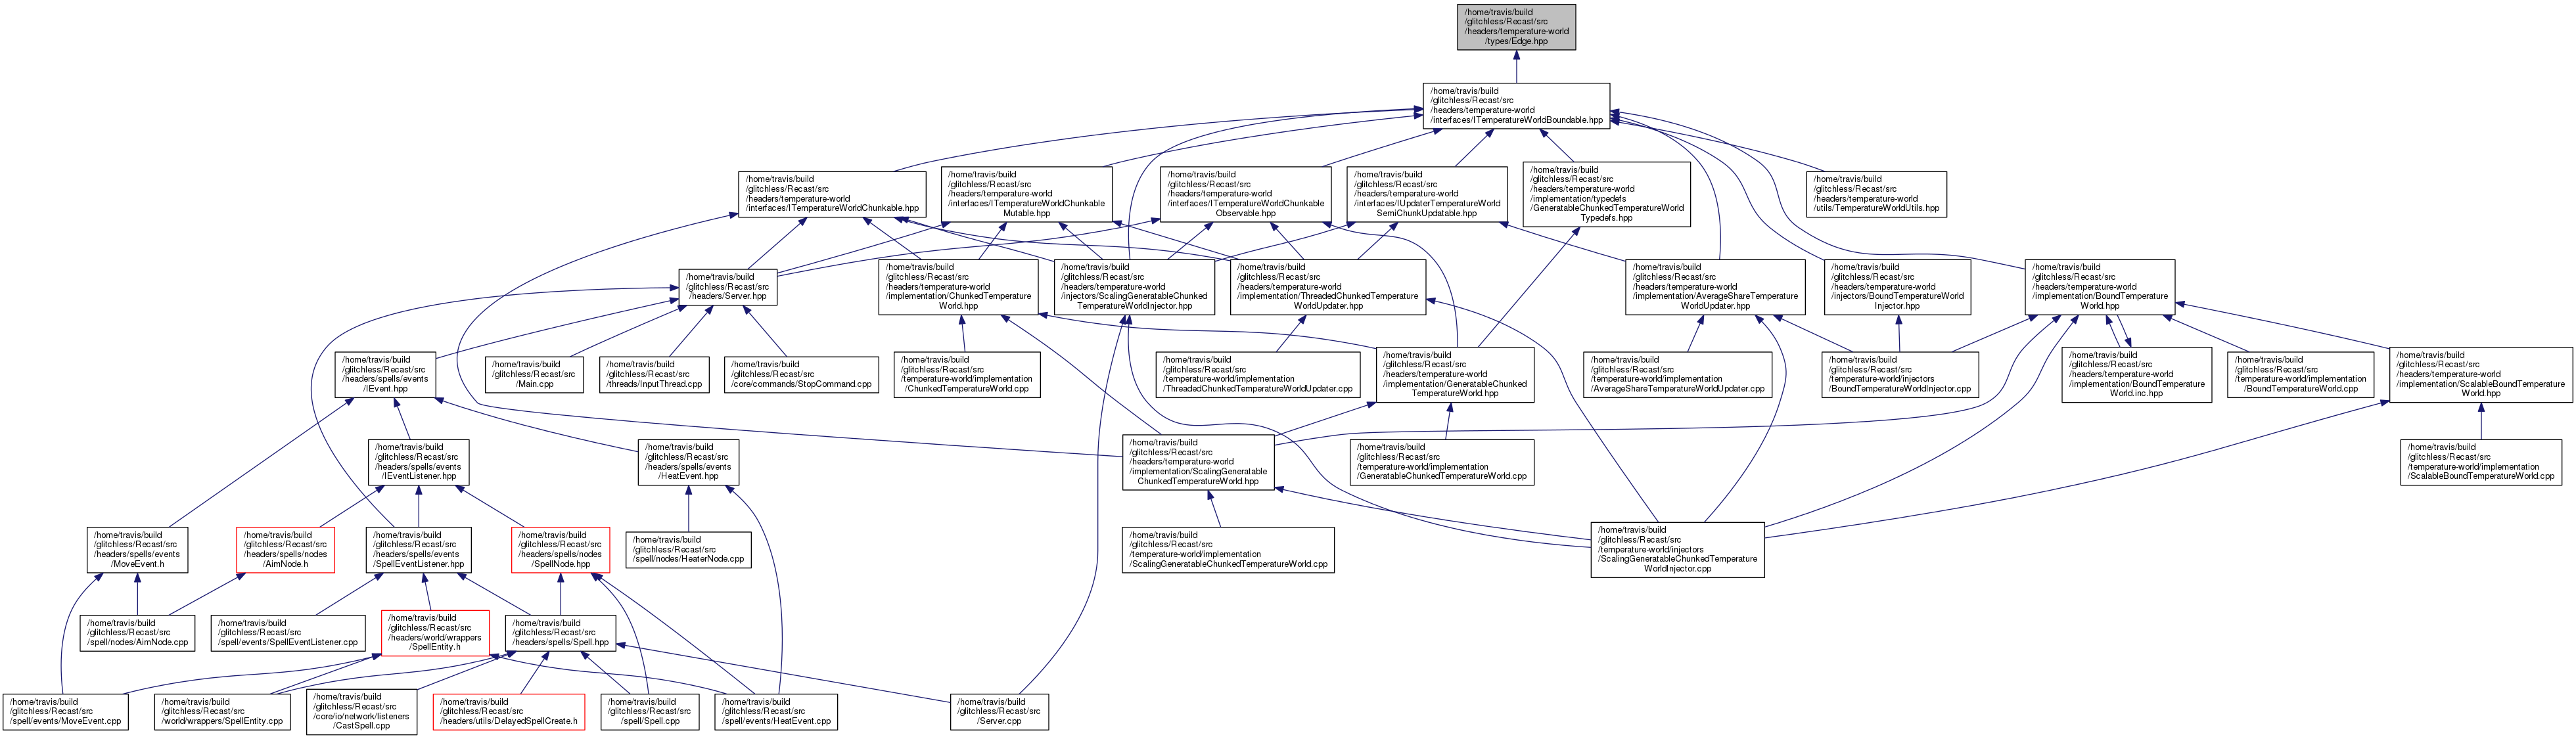 /home/travis/build
/glitchless/Recast/src
/headers/temperature-world
/types/Edge.hpp
/home/travis/build
/glitchless/Recast/src
/headers/temperature-world
/interfaces/ITemperatureWorldBoundable.hpp
/home/travis/build
/glitchless/Recast/src
/headers/temperature-world
/interfaces/ITemperatureWorldChunkable.hpp
/home/travis/build
/glitchless/Recast/src
/headers/temperature-world
/interfaces/ITemperatureWorldChunkable
Mutable.hpp
/home/travis/build
/glitchless/Recast/src
/headers/temperature-world
/interfaces/ITemperatureWorldChunkable
Observable.hpp
/home/travis/build
/glitchless/Recast/src
/headers/temperature-world
/interfaces/IUpdaterTemperatureWorld
SemiChunkUpdatable.hpp
/home/travis/build
/glitchless/Recast/src
/headers/temperature-world
/implementation/typedefs
/GeneratableChunkedTemperatureWorld
Typedefs.hpp
/home/travis/build
/glitchless/Recast/src
/headers/temperature-world
/utils/TemperatureWorldUtils.hpp
/home/travis/build
/glitchless/Recast/src
/headers/Server.hpp
/home/travis/build
/glitchless/Recast/src
/headers/temperature-world
/implementation/ChunkedTemperature
World.hpp
/home/travis/build
/glitchless/Recast/src
/headers/temperature-world
/injectors/ScalingGeneratableChunked
TemperatureWorldInjector.hpp
/home/travis/build
/glitchless/Recast/src
/headers/temperature-world
/implementation/ThreadedChunkedTemperature
WorldUpdater.hpp
/home/travis/build
/glitchless/Recast/src
/headers/temperature-world
/implementation/AverageShareTemperature
WorldUpdater.hpp
/home/travis/build
/glitchless/Recast/src
/headers/temperature-world
/injectors/BoundTemperatureWorld
Injector.hpp
/home/travis/build
/glitchless/Recast/src
/headers/temperature-world
/implementation/BoundTemperature
World.hpp
/home/travis/build
/glitchless/Recast/src
/headers/spells/events
/IEvent.hpp
/home/travis/build
/glitchless/Recast/src
/Main.cpp
/home/travis/build
/glitchless/Recast/src
/threads/InputThread.cpp
/home/travis/build
/glitchless/Recast/src
/core/commands/StopCommand.cpp
/home/travis/build
/glitchless/Recast/src
/temperature-world/implementation
/ChunkedTemperatureWorld.cpp
/home/travis/build
/glitchless/Recast/src
/temperature-world/implementation
/ThreadedChunkedTemperatureWorldUpdater.cpp
/home/travis/build
/glitchless/Recast/src
/headers/temperature-world
/implementation/GeneratableChunked
TemperatureWorld.hpp
/home/travis/build
/glitchless/Recast/src
/temperature-world/implementation
/AverageShareTemperatureWorldUpdater.cpp
/home/travis/build
/glitchless/Recast/src
/temperature-world/injectors
/BoundTemperatureWorldInjector.cpp
/home/travis/build
/glitchless/Recast/src
/headers/temperature-world
/implementation/BoundTemperature
World.inc.hpp
/home/travis/build
/glitchless/Recast/src
/temperature-world/implementation
/BoundTemperatureWorld.cpp
/home/travis/build
/glitchless/Recast/src
/headers/temperature-world
/implementation/ScalableBoundTemperature
World.hpp
/home/travis/build
/glitchless/Recast/src
/headers/spells/events
/IEventListener.hpp
/home/travis/build
/glitchless/Recast/src
/headers/spells/events
/HeatEvent.hpp
/home/travis/build
/glitchless/Recast/src
/headers/temperature-world
/implementation/ScalingGeneratable
ChunkedTemperatureWorld.hpp
/home/travis/build
/glitchless/Recast/src
/temperature-world/implementation
/GeneratableChunkedTemperatureWorld.cpp
/home/travis/build
/glitchless/Recast/src
/temperature-world/implementation
/ScalableBoundTemperatureWorld.cpp
/home/travis/build
/glitchless/Recast/src
/headers/spells/events
/MoveEvent.h
/home/travis/build
/glitchless/Recast/src
/headers/spells/nodes
/AimNode.h
/home/travis/build
/glitchless/Recast/src
/headers/spells/events
/SpellEventListener.hpp
/home/travis/build
/glitchless/Recast/src
/headers/spells/nodes
/SpellNode.hpp
/home/travis/build
/glitchless/Recast/src
/spell/nodes/HeaterNode.cpp
/home/travis/build
/glitchless/Recast/src
/temperature-world/implementation
/ScalingGeneratableChunkedTemperatureWorld.cpp
/home/travis/build
/glitchless/Recast/src
/temperature-world/injectors
/ScalingGeneratableChunkedTemperature
WorldInjector.cpp
/home/travis/build
/glitchless/Recast/src
/spell/nodes/AimNode.cpp
/home/travis/build
/glitchless/Recast/src
/spell/events/SpellEventListener.cpp
/home/travis/build
/glitchless/Recast/src
/headers/world/wrappers
/SpellEntity.h
/home/travis/build
/glitchless/Recast/src
/headers/spells/Spell.hpp
/home/travis/build
/glitchless/Recast/src
/spell/events/MoveEvent.cpp
/home/travis/build
/glitchless/Recast/src
/world/wrappers/SpellEntity.cpp
/home/travis/build
/glitchless/Recast/src
/core/io/network/listeners
/CastSpell.cpp
/home/travis/build
/glitchless/Recast/src
/headers/utils/DelayedSpellCreate.h
/home/travis/build
/glitchless/Recast/src
/spell/Spell.cpp
/home/travis/build
/glitchless/Recast/src
/spell/events/HeatEvent.cpp
/home/travis/build
/glitchless/Recast/src
/Server.cpp